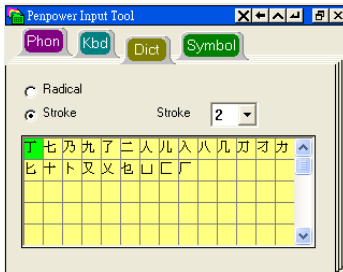 Penpower Input Tool
Phon Kbd Dict Symbol
Radical
Stroke Stroke 2
丁七乃九了二人儿入八几刀刁力
匕十卜又乂乜凵匚厂